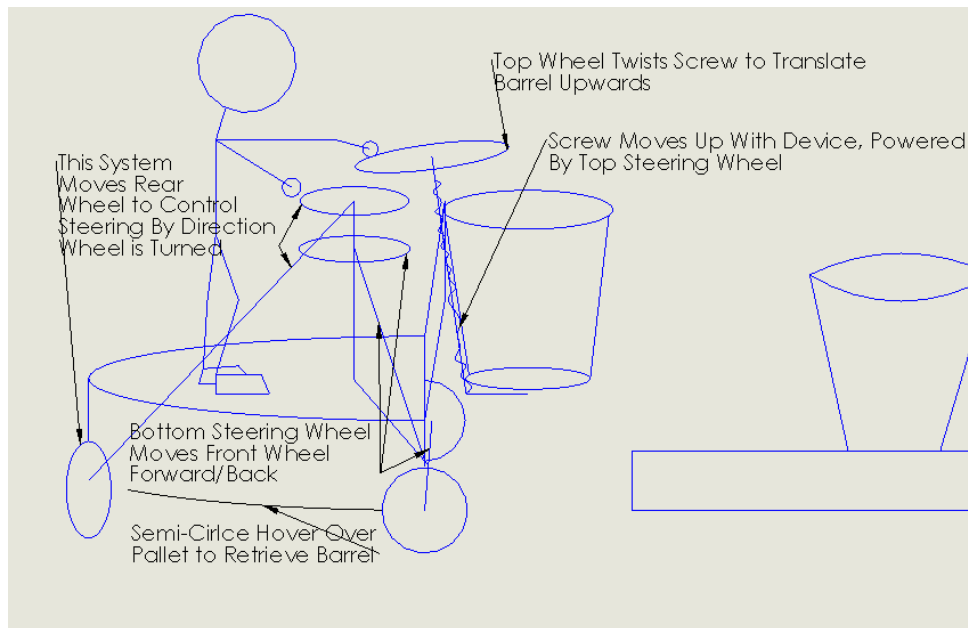 Top Wheel Twists Screw to Translate
Barrel Upwards
Screw Moves Up With Device, Powered
By Top Steering Wheel
This System
Moves Rear
Wheel to Control
Steering By Direction
Wheel is Turned
Bottom Steering Wheel
Moves Front Wheel
Forward/Back
Semi-Cirlce Hover Over
Pallet to Retrieve Barrel